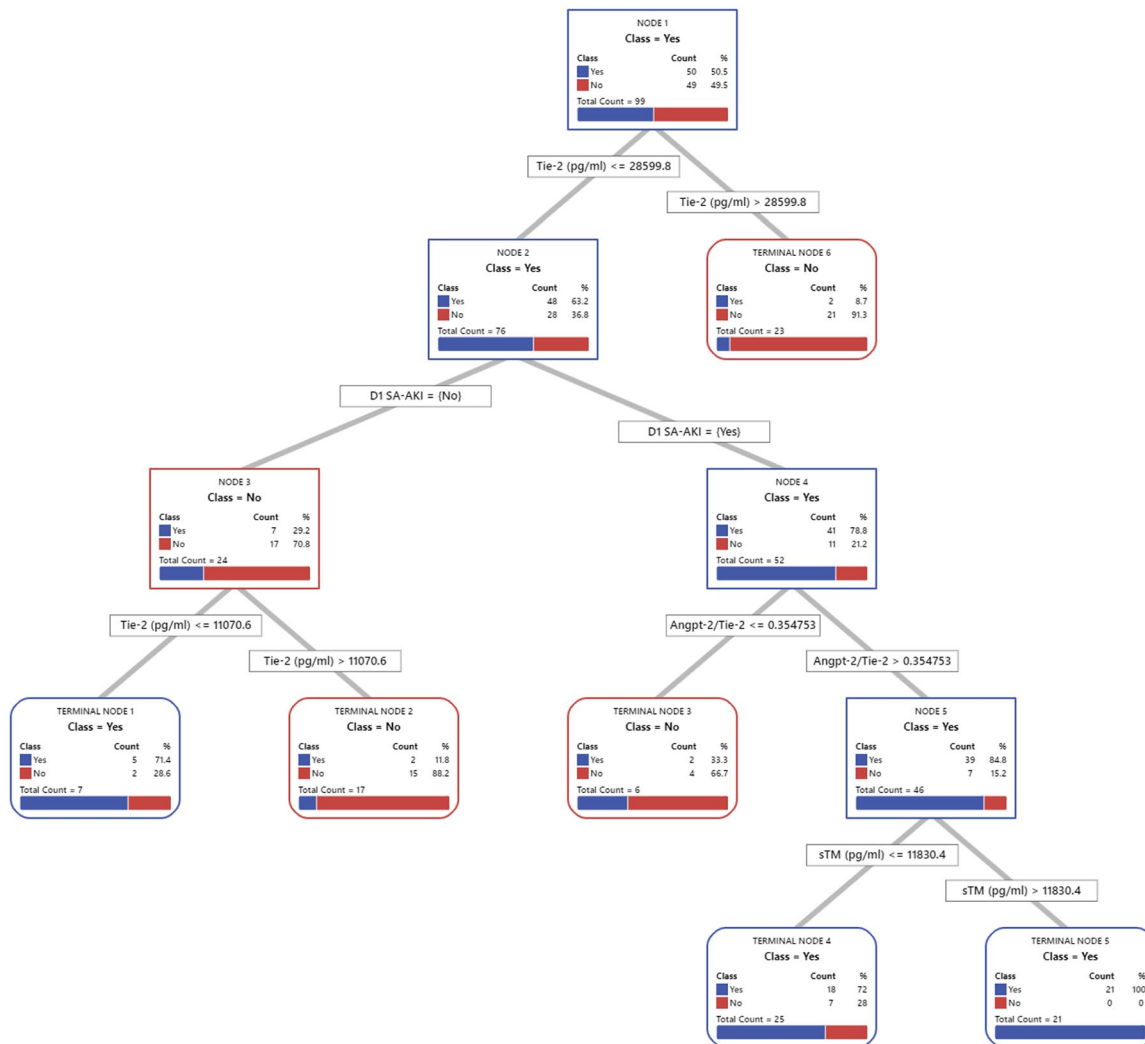 NODE 1
Class = Yes
Class Count %
Yes 50 50.5
No 49 49.5
Total Count = 99
Tie-2 (pg/ml) <= 28599.8
Tie-2 (pg/ml) > 28599.8
NODE 2
Class = Yes
Class Count %
Yes 48 63.2
No 28 36.8
Total Count = 76
TERMINAL NODE 6
Class = No
Class Count %
Yes 2 8.7
No 21 91.3
Total Count = 23
D1 SA-AKI = {No}
D1 SA-AKI = {Yes}
NODE 3
Class = No
Class Count %
Yes 7 29.2
No 17 70.8
Total Count = 24
NODE 4
Class = Yes
Class Count %
Yes 41 78.8
No 11 21.2
Total Count = 52
Tie-2 (pg/ml) <= 11070.6
Tie-2 (pg/ml) > 11070.6
Angpt-2/Tie-2 <= 0.354753
Angpt-2/Tie-2 > 0.354753
TERMINAL NODE 1
Class = Yes
Class Count %
Yes 5 71.4
No 2 28.6
Total Count = 7
TERMINAL NODE 2
Class = No
Class Count %
Yes 2 11.8
No 15 88.2
Total Count = 17
TERMINAL NODE 3
Class = No
Class Count %
Yes 2 33.3
No 4 66.7
Total Count = 6
NODE 5
Class = Yes
Class Count %
Yes 39 84.8
No 7 15.2
Total Count = 46
sTM (pg/ml) <= 11830.4
sTM (pg/ml) > 11830.4
TERMINAL NODE 4
Class = Yes
Class Count %
Yes 18 72
No 7 28
Total Count = 25
TERMINAL NODE 5
Class = Yes
Class Count %
Yes 21 100
No 0 0
Total Count = 21